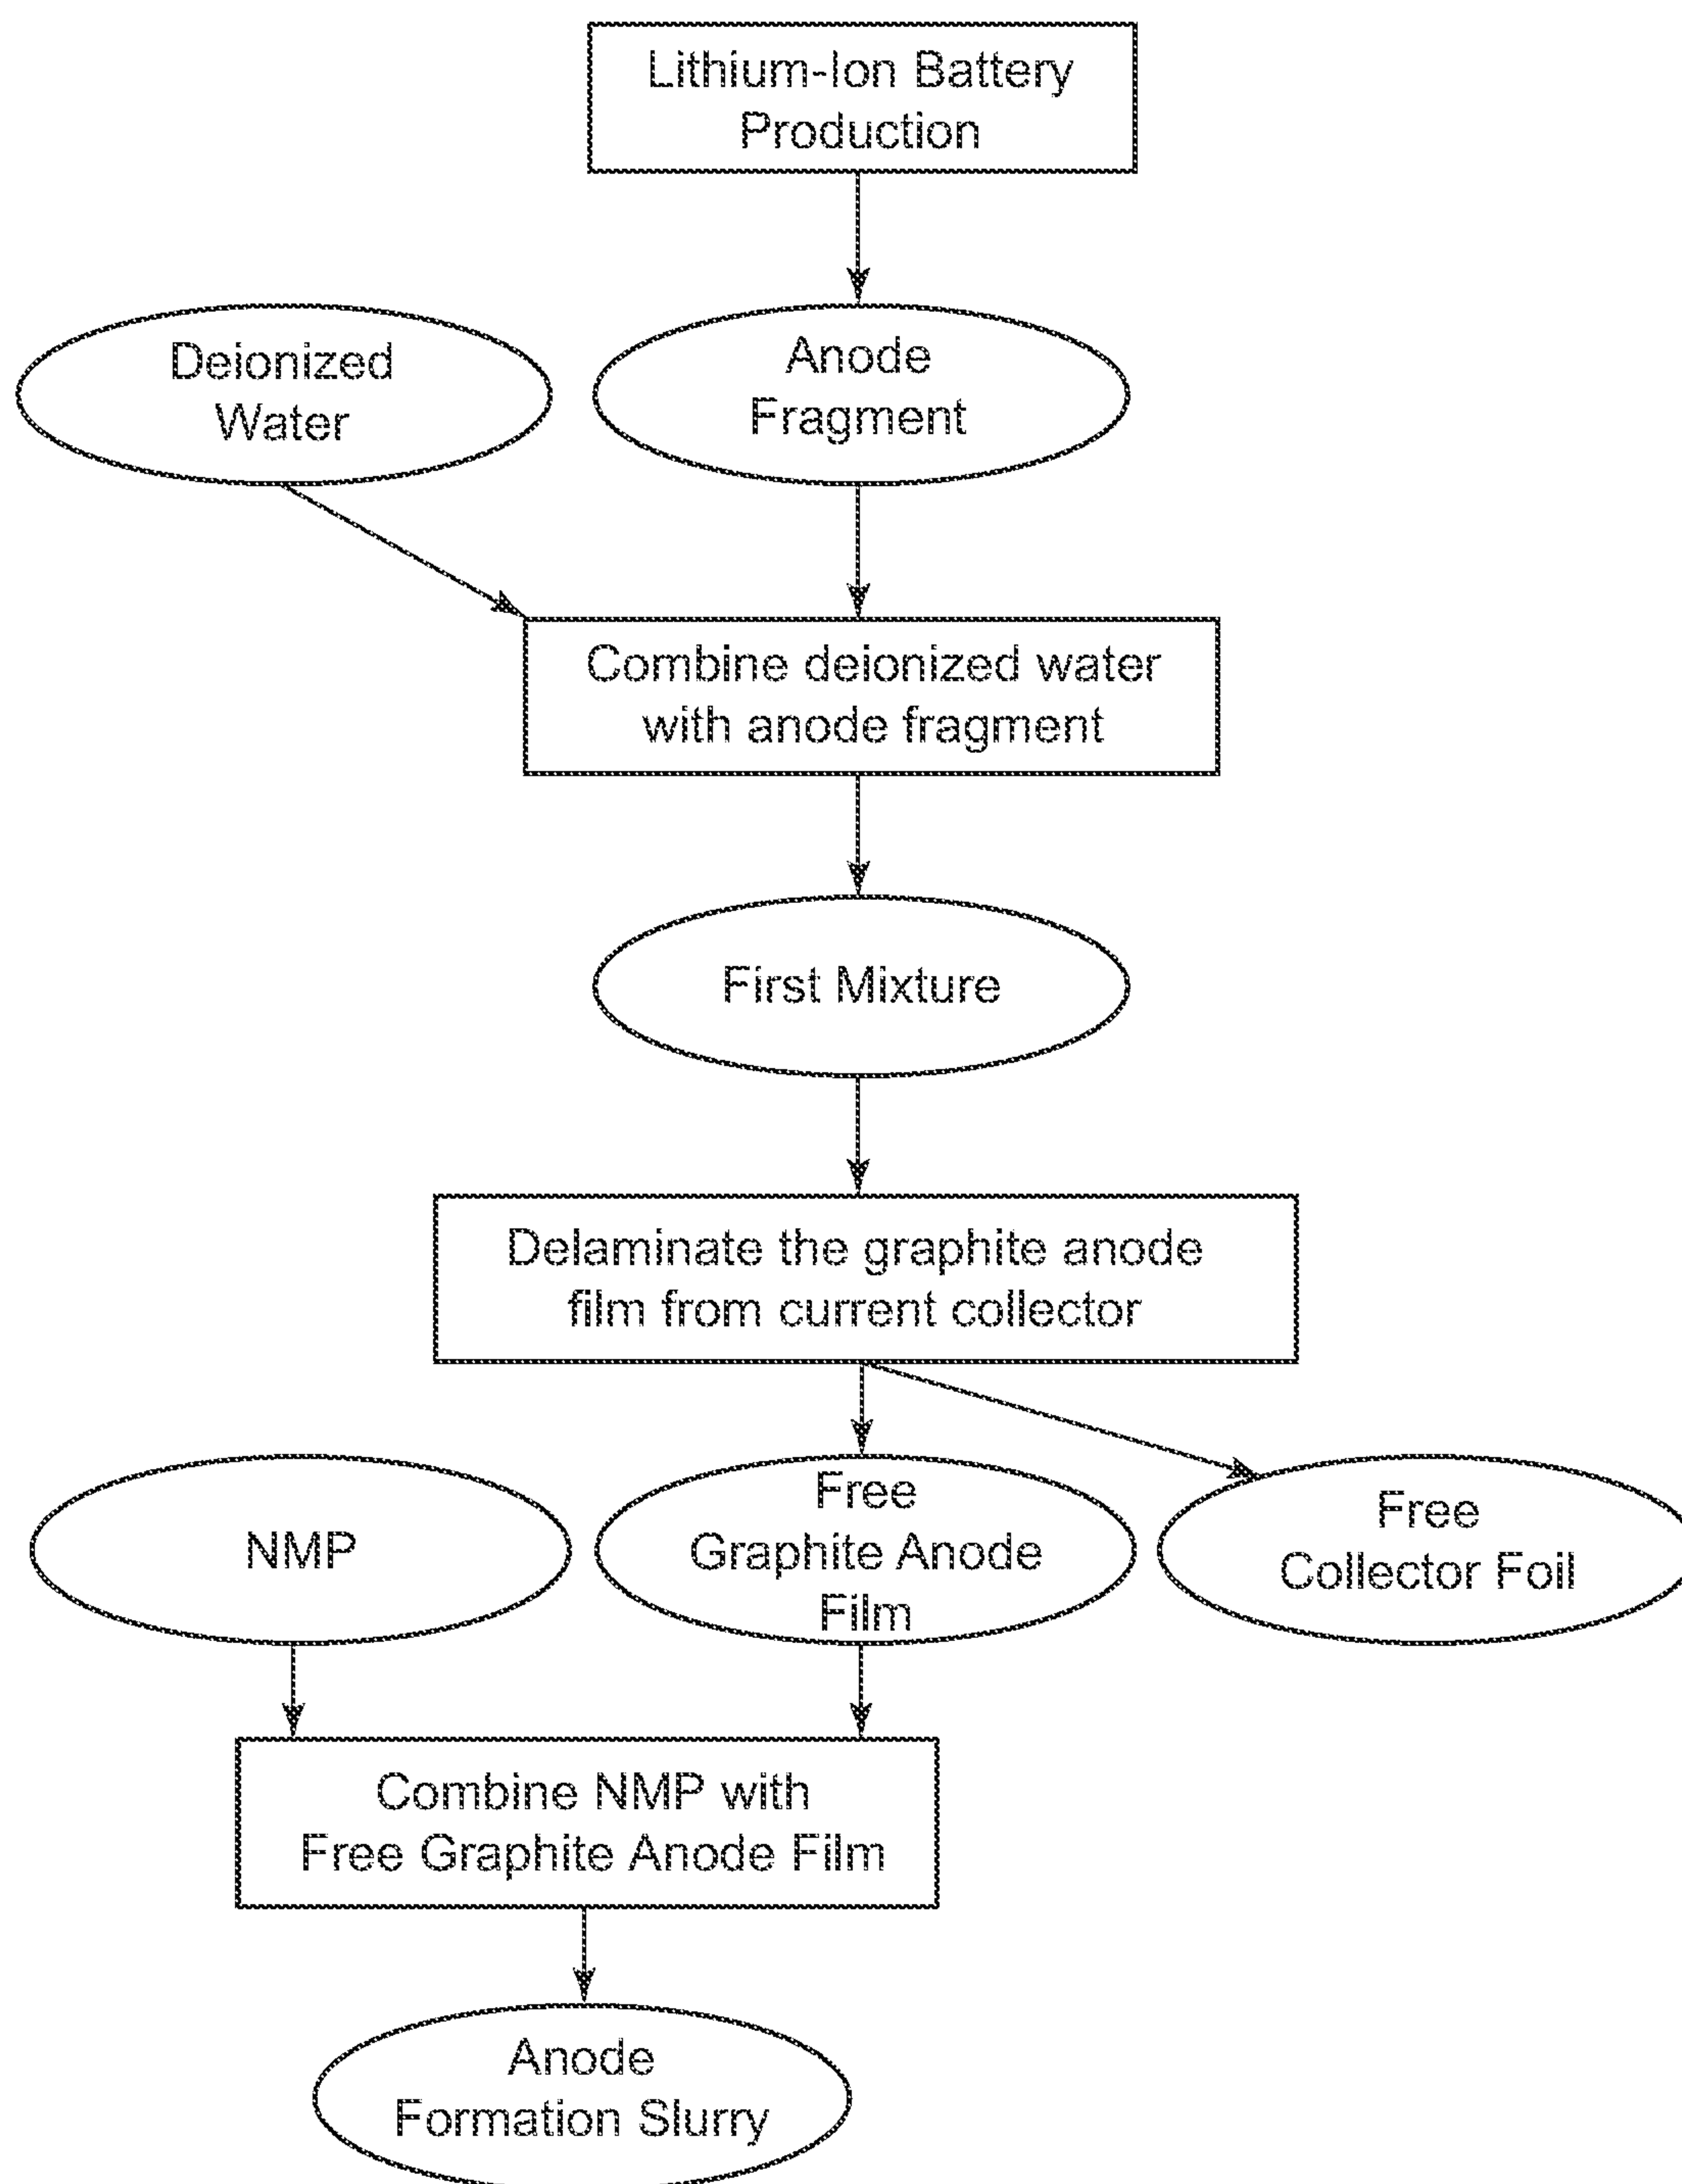 Lithium-Ion Battery
Production
Deionized
Water
Anode
Fragment
Combine deionized water
with anode fragment
First Mixture
Delaminate the graphite anode
film from current collector
NMP
Free
Graphite Anode
Film
Free
Collector Foil
Combine NMP with
Free Graphite Anode Film
Anode
Formation Slurry